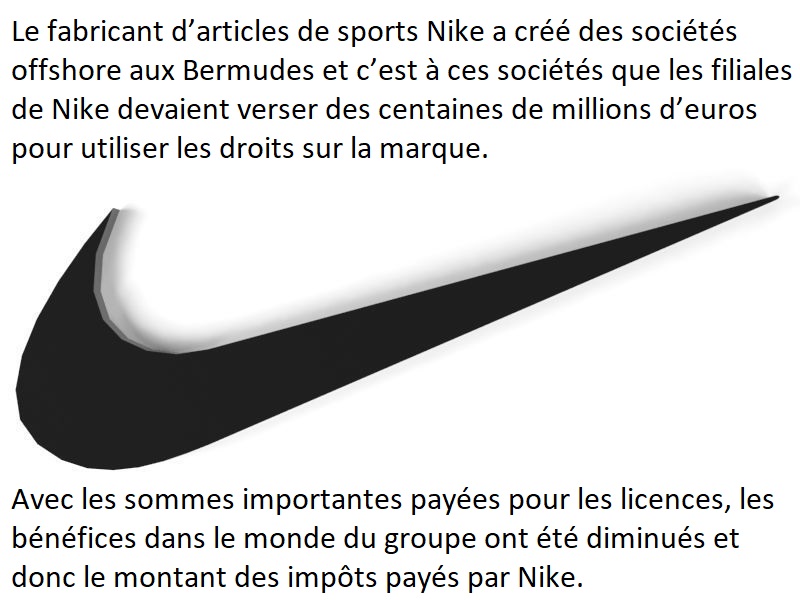 Le fabricant d’articles de sports Nike a créé des sociétés
offshore aux Bermudes et c’est à ces sociétés que les filiales
de Nike devaient verser des centaines de millions d’euros
pour utiliser les droits sur la marque.
Avec les sommes importantes payées pour les licences, les
bénéfices dans le monde du groupe ont été diminués et
donc le montant des impôts payés par Nike.